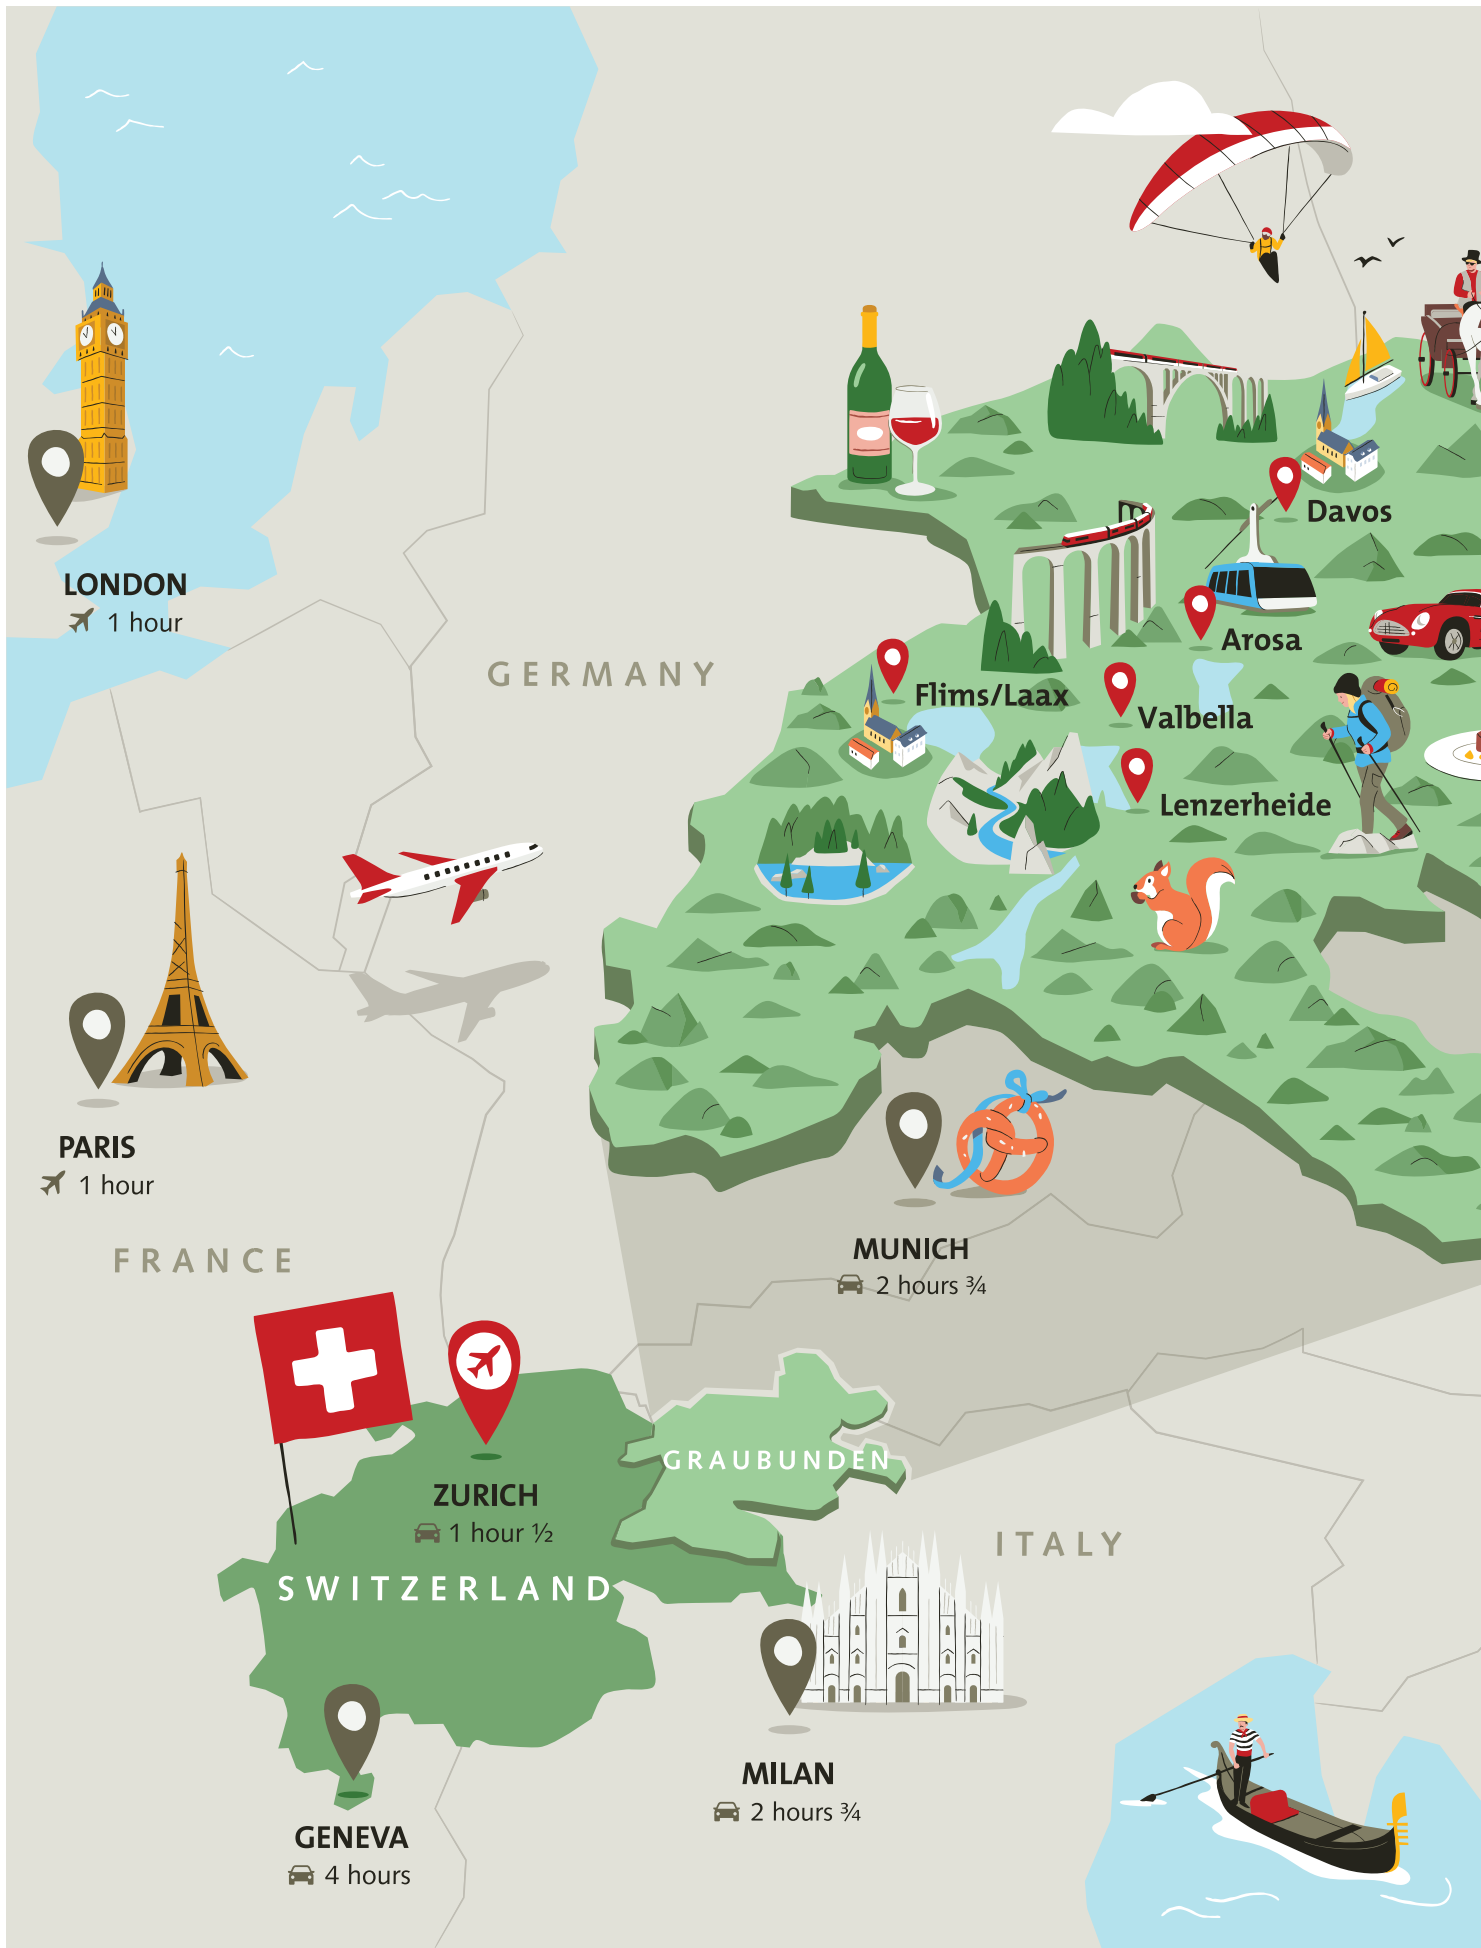 Davos
Arosa
Flims/Laax
Valbella
Lenzerheide
LONDON
1 hour
GERMANY
PARIS
1 hour
FRANCE
MUNICH
2 hours ¾
GRAUBUNDEN
ZURICH
1 hour ½
SWITZERLAND
ITALY
MILAN
2 hours ¾
GENEVA
4 hours